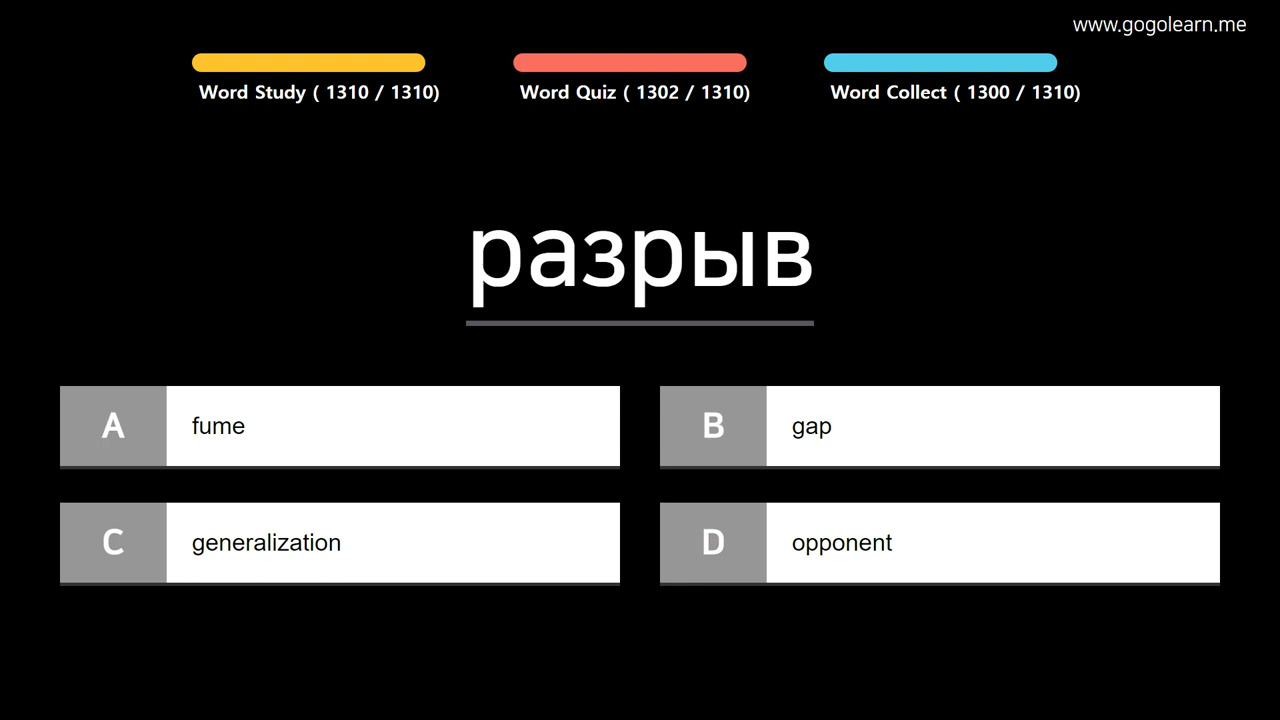 www.gogolearn.me
Word Study ( 1310 / 1310)
Word Quiz ( 1302 / 1310)
Word Collect ( 1300 / 1310)
разрыв
A fume
B gap
C generalization
D opponent